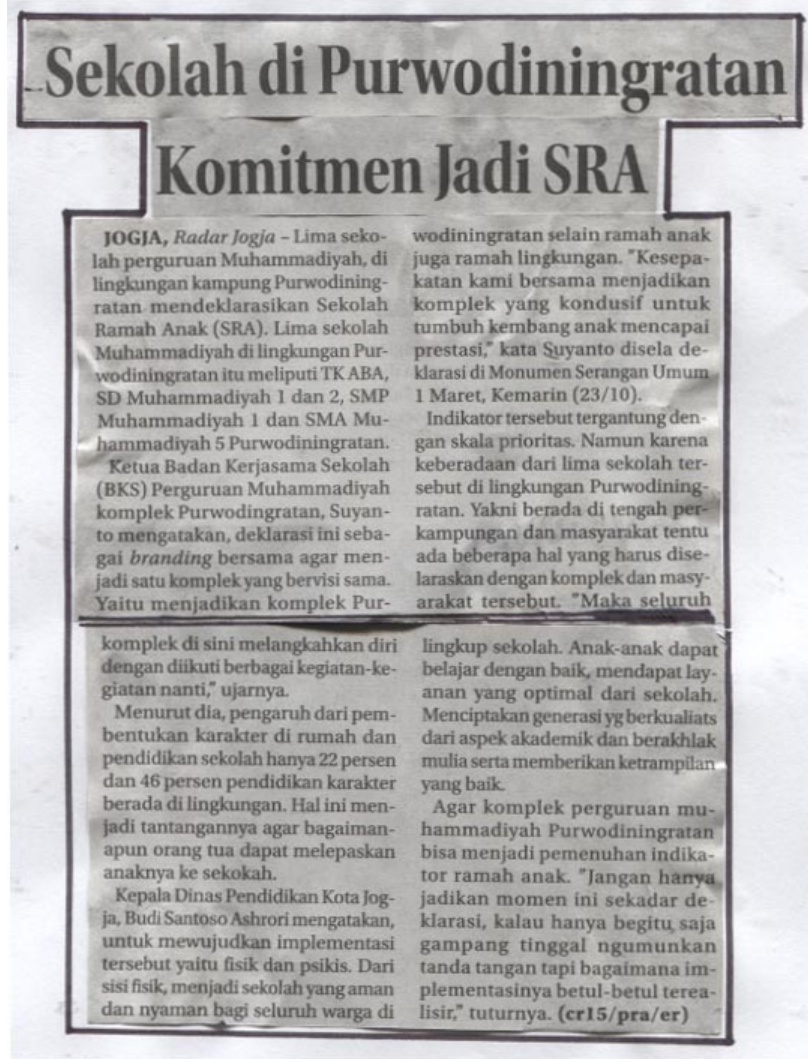 Sekolah di Purwodiningratan
Komitmen Jadi SRA
JOGJA, Radar Jogja – Lima seko-
lah perguruan Muhammadiyah, di
lingkungan kampung Purwodining-
ratan mendeklarasikan Sekolah
Ramah Anak (SRA). Lima sekolah
Muhammadiyah di lingkungan Pur-
wodiningratan itu meliputi TK ABA,
SD Muhammadiyah 1 dan 2, SMP
Muhammadiyah 1 dan SMA Mu-
hammadiyah 5 Purwodiningratan.
Ketua Badan Kerjasama Sekolah
(BKS) Perguruan Muhammadiyah
komplek Purwodingratan, Suyan-
to mengatakan, deklarasi ini seba-
gai branding bersama agar men-
jadi satu komplek yang bervisi sama.
Yaitu menjadikan komplek Pur-
wodiningratan selain ramah anak
juga ramah lingkungan. "Kesepa-
katan kami bersama menjadikan
komplek yang kondusif untuk
tumbuh kembang anak mencapai
prestasi," kata Suyanto disela de-
klarasi di Monumen Serangan Umum
1 Maret, Kemarin (23/10).
Indikator tersebut tergantung den-
gan skala prioritas. Namun karena
keberadaan dari lima sekolah ter-
sebut di lingkungan Purwodining-
ratan. Yakni berada di tengah per-
kampungan dan masyarakat tentu
ada beberapa hal yang harus dise-
laraskan dengan komplek dan masy-
arakat tersebut. "Maka seluruh
komplek di sini melangkahkan diri
dengan diikuti berbagai kegiatan-ke-
giatan nanti," ujarnya.
Menurut dia, pengaruh dari pem-
bentukan karakter di rumah dan
pendidikan sekolah hanya 22 persen
dan 46 persen pendidikan karakter
berada di lingkungan. Hal ini men-
jadi tantangannya agar bagaiman-
apun orang tua dapat melepaskan
anaknya ke sekokah.
Kepala Dinas Pendidikan Kota Jog-
ja, Budi Santoso Ashrori mengatakan,
untuk mewujudkan implementasi
tersebut yaitu fisik dan psikis. Dari
sisi fisik, menjadi sekolah yang aman
dan nyaman bagi seluruh warga di
lingkup sekolah. Anak-anak dapat
belajar dengan baik, mendapat lay-
anan yang optimal dari sekolah.
Menciptakan generasi yg berkualiats
dari aspek akademik dan berakhlak
mulia serta memberikan ketrampilan
yang baik.
Agar komplek perguruan mu-
hammadiyah Purwodiningratan
bisa menjadi pemenuhan indika-
tor ramah anak. "Jangan hanya
jadikan momen ini sekadar de-
klarasi, kalau hanya begitu saja
gampang tinggal ngumunkan
tanda tangan tapi bagaimana im-
plementasinya betul-betul terea-
lisir," tuturnya. (cr15/pra/er)